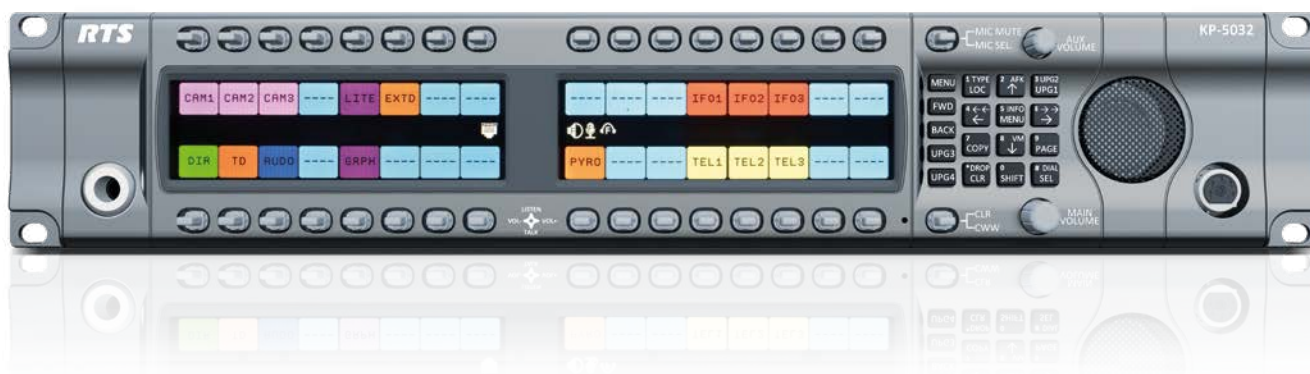 RTS
CAM1 CAM2 CAM3 ---- LITE EXTD ---- ----
DIR TD AUDO ---- GRPH ---- ---- ----
LISTEN
VOL- VOL+
TALK
---- ---- ---- IFO1 IFO2 IFO3 ---- ----
F
PYRO ---- ---- TEL1 TEL2 TEL3 ---- ----
MIC MUTE
MIC SEL
AUX
VOLUME
KP-5032
MENU
FWD
BACK
UPG3
UPG4
1 TYPE 2 AFK 3 UPG2
LOC ↑ UPG1
4 ←← 5 INFO 6 →→
← MENU →
7 8 VM 9
COPY ↓ PAGE
*DROP 0 # DIAL
CLR SHIFT SEL
CLR
CWW
MAIN
VOLUME